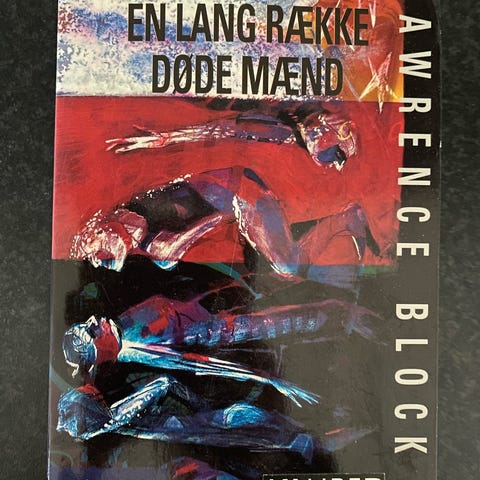 EN LANG RÆKKE
DØDE MÆND
AWRENCE BLOCK